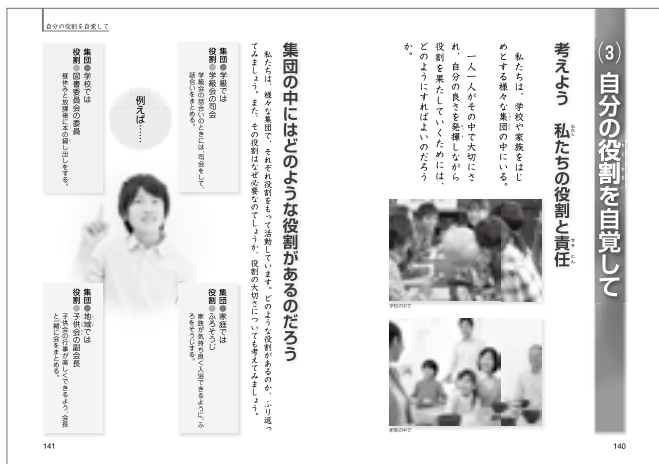 (3) 自分の役割を自覚して
考えよう 私たちの役割と責任
私たちは、学校や家族をはじ
めとする様々な集団の中にいる。
一人一人がその中で大切にさ
れ、自分の良さを発揮しながら
役割を果たしていくためには、
どのようにすればよいのだろう
か。
学校の中で
家族の中で
140
自分の役割を自覚して
集団の中にはどのような役割があるのだろう
私たちは、様々な集団で、それぞれ役割をもって活動しています。どのような役割があるのか、ふり返っ
てみましょう。また、その役割はなぜ必要なのでしょうか、役割の大切さについても考えてみましょう。
例えば……
集団●学級では
役割●学級会の司会
学級会の話合いのときには、司会をして、
話合いをまとめる。
集団●学校では
役割●図書委員会の委員
昼休みと放課後に本の貸し出しをする。
集団●家庭では
役割●ふろそうじ
家族が気持ち良く入浴できるように、ふ
ろをそうじする。
集団●地域では
役割●子供会の副会長
子供会の行事が楽しくできるよう、会長
と一緒に会をまとめる。
141